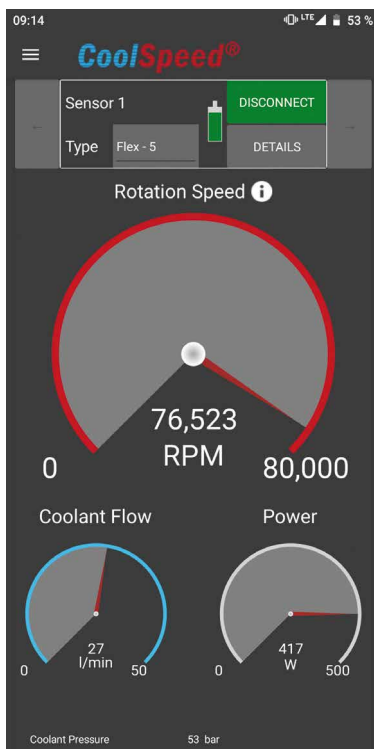 09:14 LTE 53 %
CoolSpeed®
Sensor 1 DISCONNECT
Type Flex - 5 DETAILS
Rotation Speed i
76,523
RPM
0 80,000
Coolant Flow Power
27 417
l/min W
0 50 0 500
Coolant Pressure 53 bar